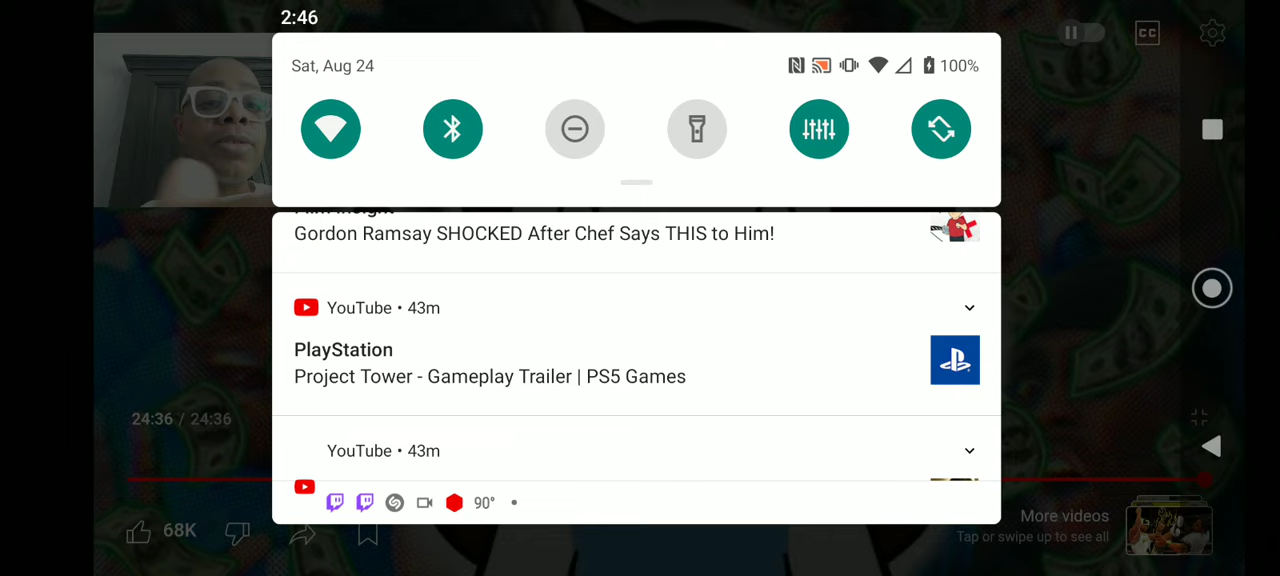 2:46
Sat, Aug 24
100%
CC
Gordon Ramsay SHOCKED After Chef Says THIS to Him!
YouTube • 43m
PlayStation
Project Tower - Gameplay Trailer | PS5 Games
24:36 / 24:36
YouTube • 43m
90°
68K
More videos
Tap or swipe up to see all